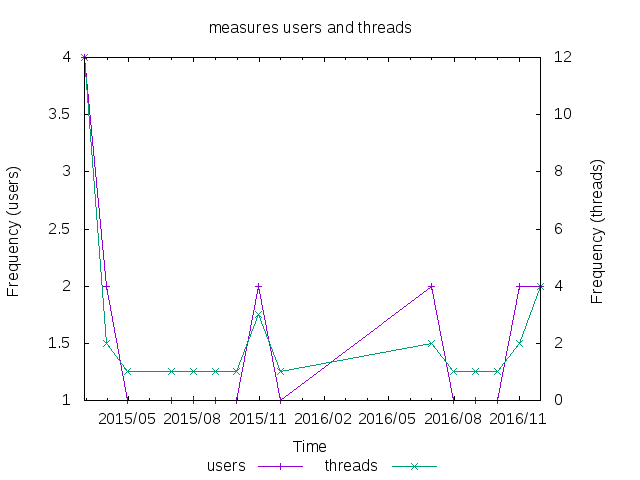 measures users and threads
4
3.5
3
2.5
2
1.5
1
12
10
8
6
4
2
0
Frequency (users)
Frequency (threads)
2015/05 2015/08 2015/11 2016/02 2016/05 2016/08 2016/11
Time
users threads